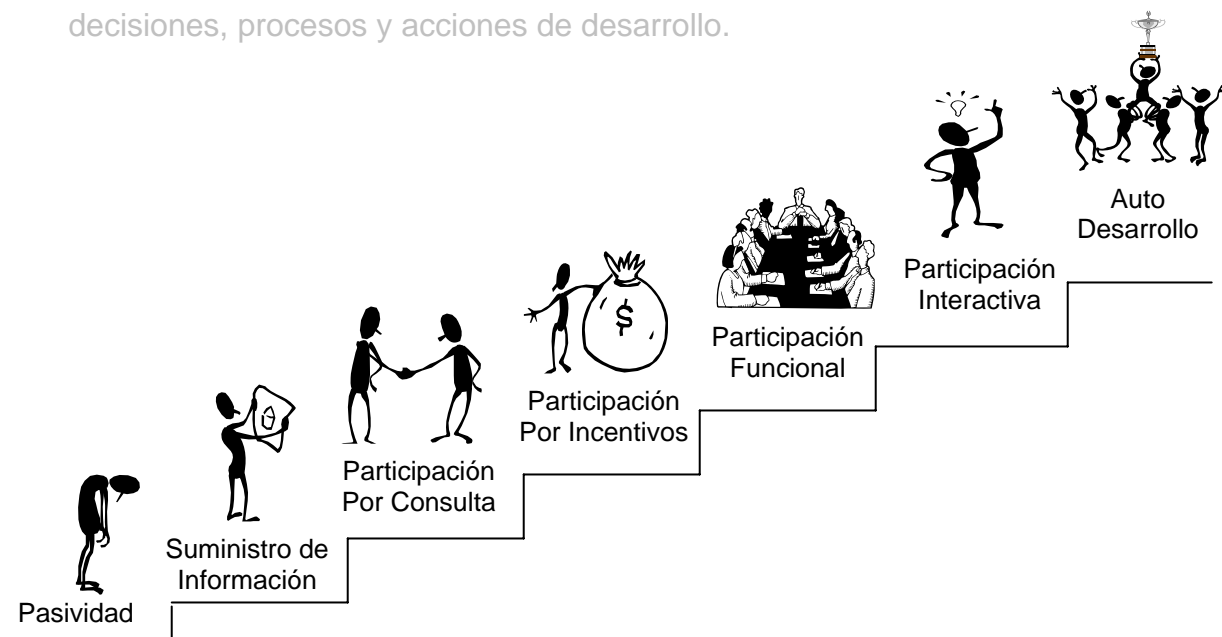 decisiones, procesos y acciones de desarrollo.
Auto
Desarrollo
Participación
Interactiva
Participación
Funcional
$
Participación
Por Incentivos
Participación
Por Consulta
Suministro de
Información
Pasividad